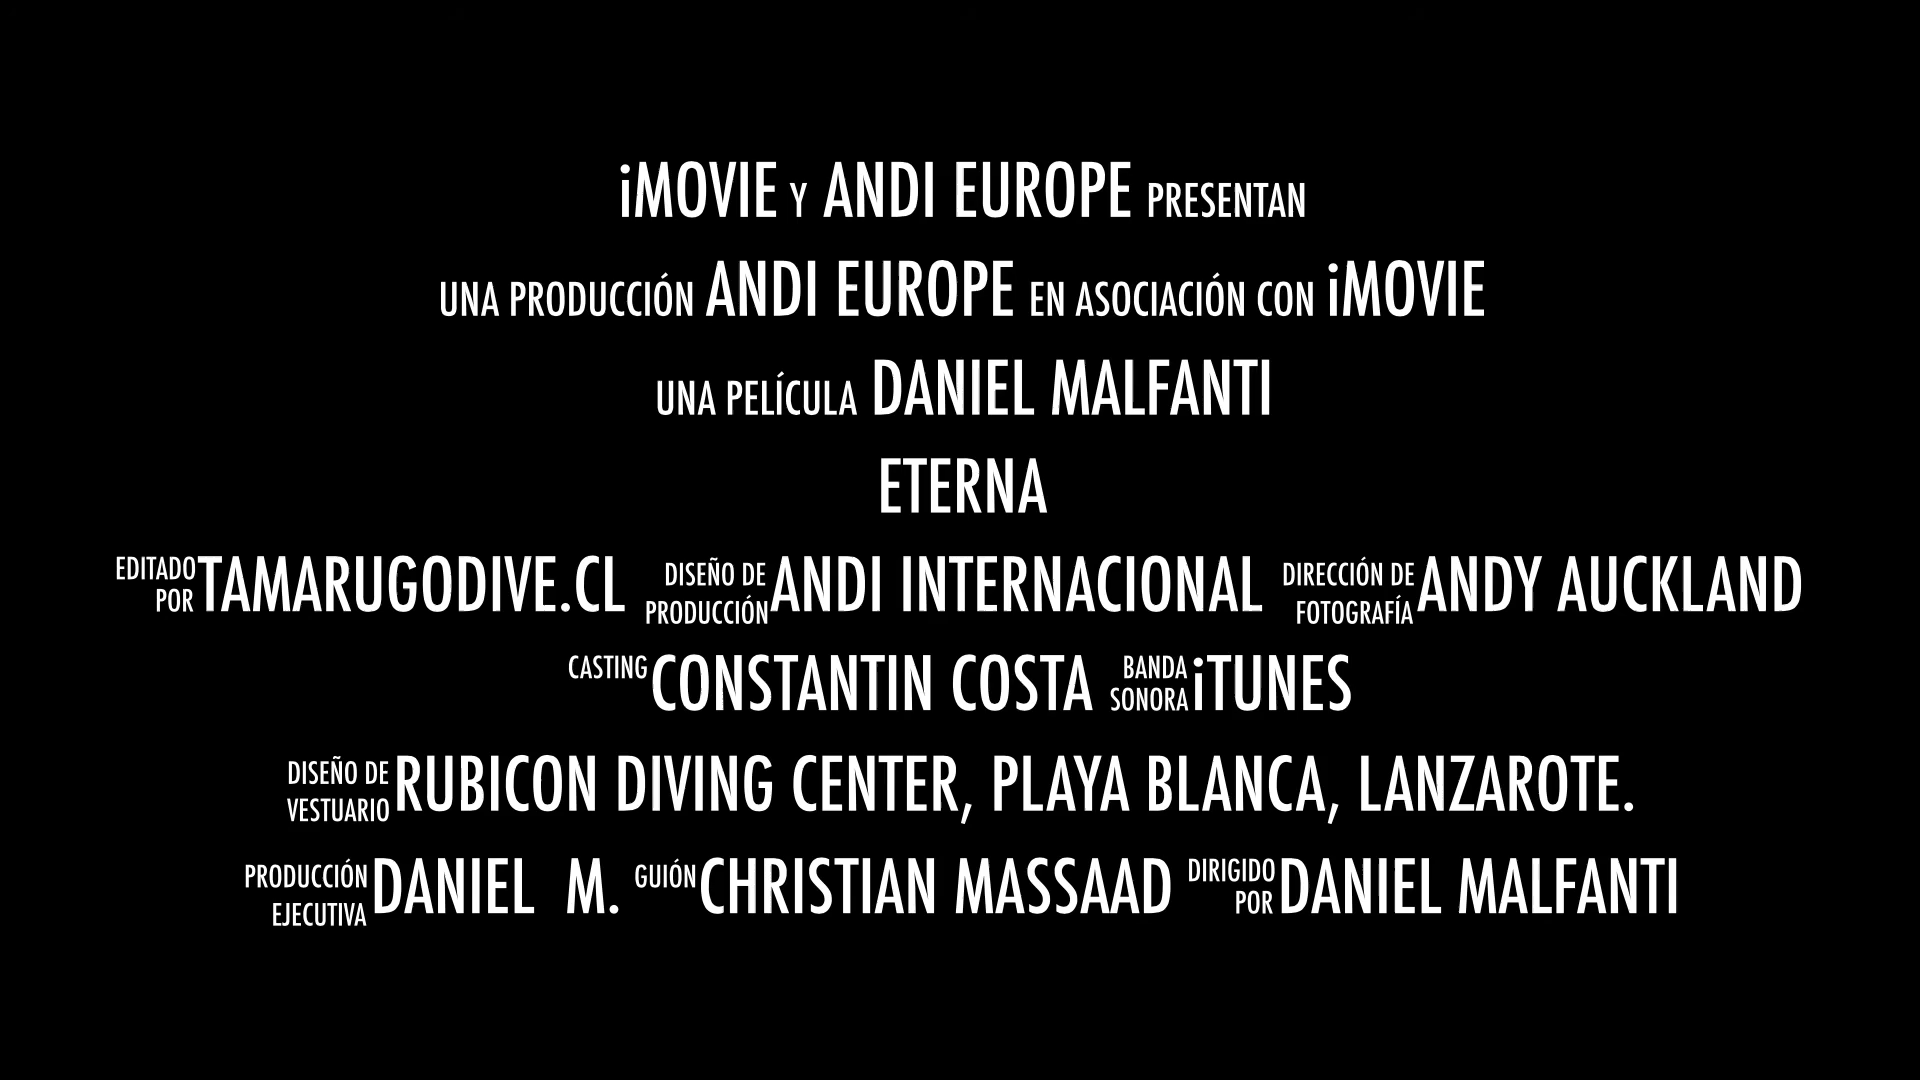 iMOVIE Y ANDI EUROPE PRESENTAN
UNA PRODUCCIÓN ANDI EUROPE EN ASOCIACIÓN CON iMOVIE
UNA PELÍCULA DANIEL MALFANTI
ETERNA
EDITADO POR TAMARUGODIVE.CL DISEÑO DE PRODUCCIÓN ANDI INTERNACIONAL DIRECCIÓN DE FOTOGRAFÍA ANDY AUCKLAND
CASTING CONSTANTIN COSTA BANDA SONORA iTUNES
DISEÑO DE VESTUARIO RUBICON DIVING CENTER, PLAYA BLANCA, LANZAROTE.
PRODUCCIÓN EJECUTIVA DANIEL M. GUIÓN CHRISTIAN MASSAAD DIRIGIDO POR DANIEL MALFANTI